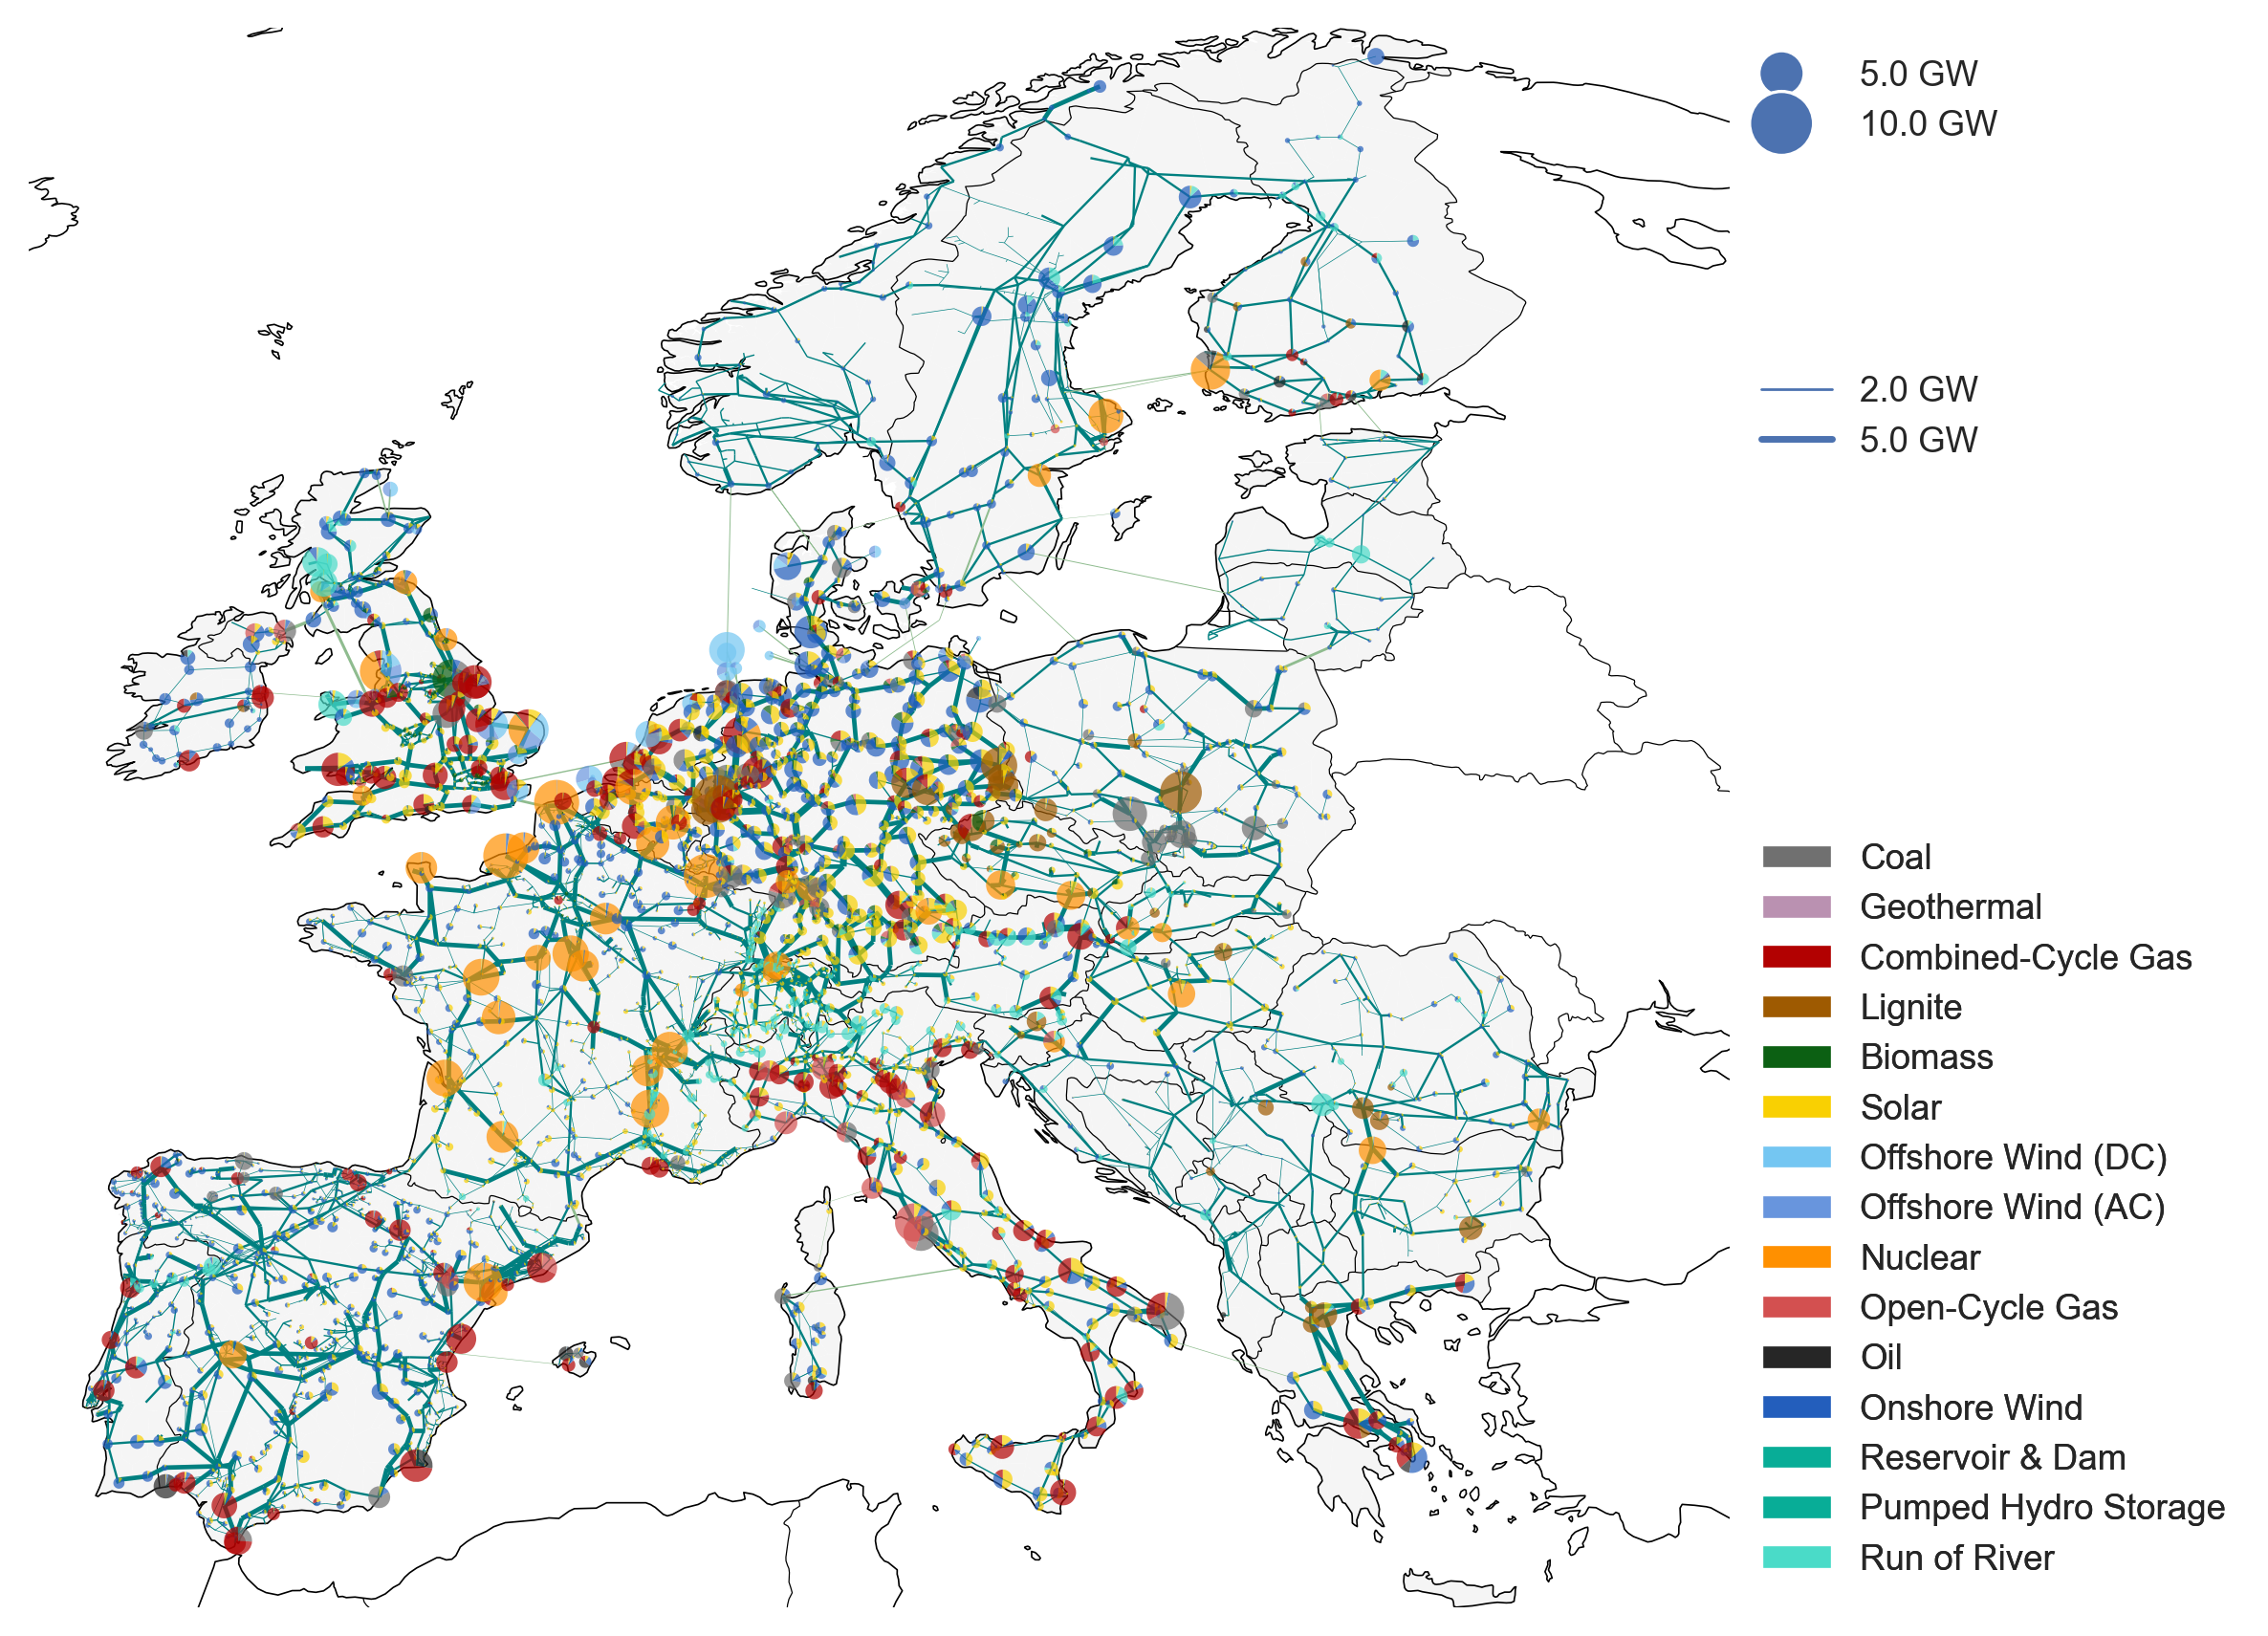 5.0 GW
10.0 GW
2.0 GW
5.0 GW
Coal
Geothermal
Combined-Cycle Gas
Lignite
Biomass
Solar
Offshore Wind (DC)
Offshore Wind (AC)
Nuclear
Open-Cycle Gas
Oil
Onshore Wind
Reservoir & Dam
Pumped Hydro Storage
Run of River